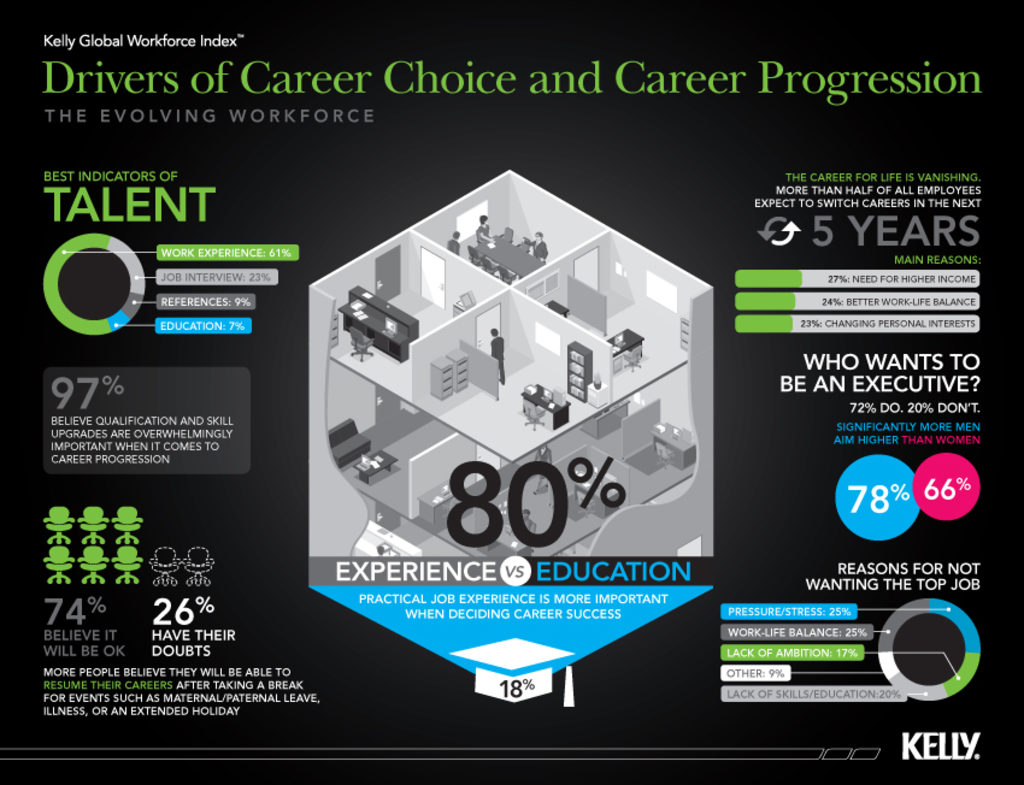 Kelly Global Workforce Index™
Drivers of Career Choice and Career Progression
THE EVOLVING WORKFORCE
BEST INDICATORS OF
TALENT
WORK EXPERIENCE: 61%
JOB INTERVIEW: 23%
REFERENCES: 9%
EDUCATION: 7%
97%
BELIEVE QUALIFICATION AND SKILL
UPGRADES ARE OVERWHELMINGLY
IMPORTANT WHEN IT COMES TO
CAREER PROGRESSION
74%
BELIEVE IT
WILL BE OK
26%
HAVE THEIR
DOUBTS
MORE PEOPLE BELIEVE THEY WILL BE ABLE TO
RESUME THEIR CAREERS AFTER TAKING A BREAK
FOR EVENTS SUCH AS MATERNAL/PATERNAL LEAVE,
ILLNESS, OR AN EXTENDED HOLIDAY
80%
EXPERIENCE VS EDUCATION
PRACTICAL JOB EXPERIENCE IS MORE IMPORTANT
WHEN DECIDING CAREER SUCCESS
18%
THE CAREER FOR LIFE IS VANISHING.
MORE THAN HALF OF ALL EMPLOYEES
EXPECT TO SWITCH CAREERS IN THE NEXT
5 YEARS
MAIN REASONS:
27%: NEED FOR HIGHER INCOME
24%: BETTER WORK-LIFE BALANCE
23%: CHANGING PERSONAL INTERESTS
WHO WANTS TO
BE AN EXECUTIVE?
72% DO. 20% DON'T.
SIGNIFICANTLY MORE MEN
AIM HIGHER THAN WOMEN
78% 66%
REASONS FOR NOT
WANTING THE TOP JOB
PRESSURE/STRESS: 25%
WORK-LIFE BALANCE: 25%
LACK OF AMBITION: 17%
OTHER: 9%
LACK OF SKILLS/EDUCATION:20%
KELLY®